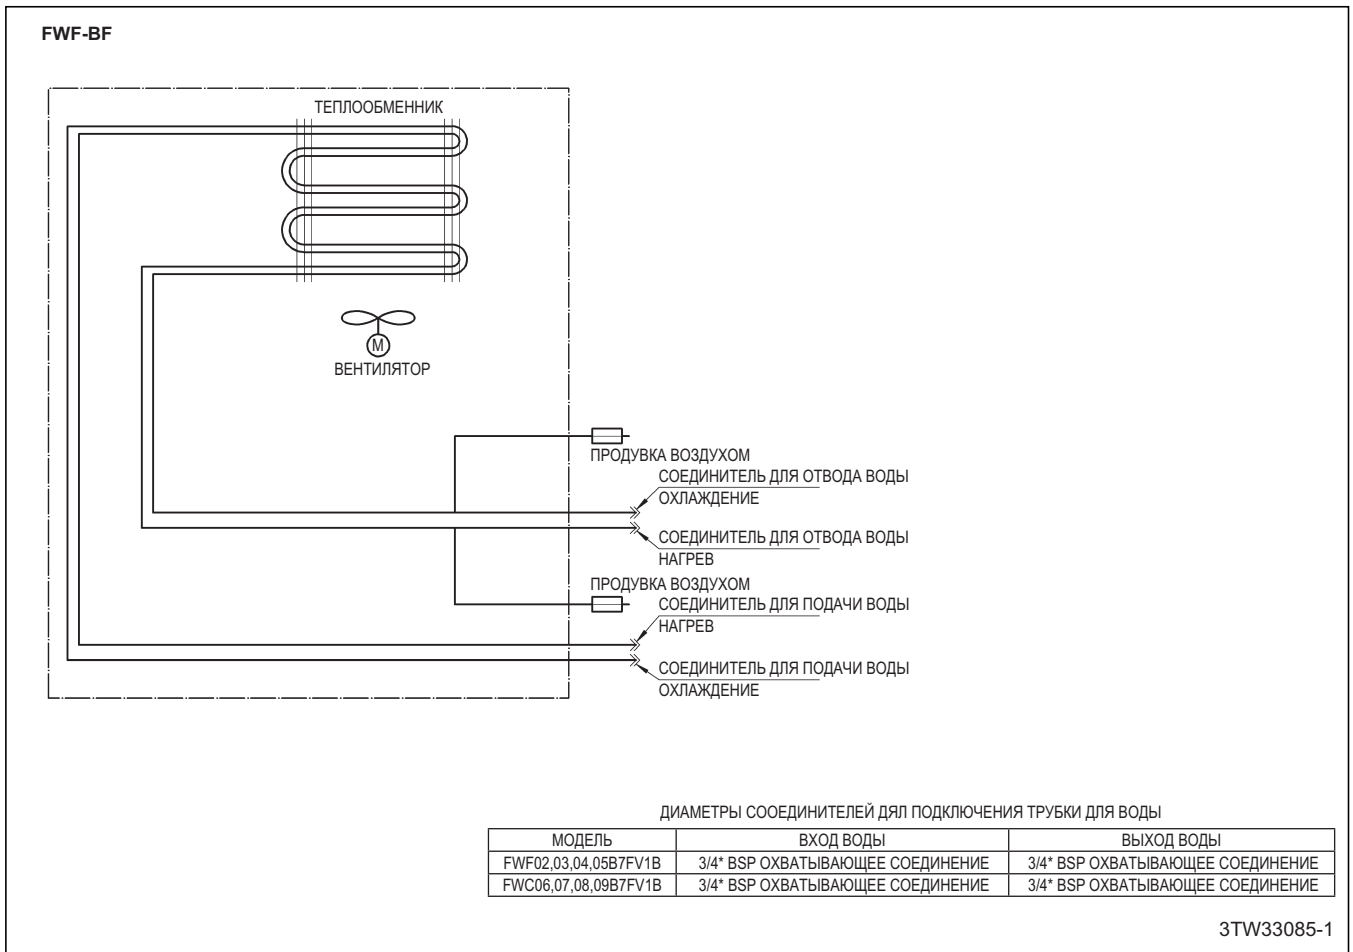 FWF-BF
ТЕПЛООБМЕННИК
M
ВЕНТИЛЯТОР
ПРОДУВКА ВОЗДУХОМ
СОЕДИНИТЕЛЬ ДЛЯ ОТВОДА ВОДЫ
ОХЛАЖДЕНИЕ
СОЕДИНИТЕЛЬ ДЛЯ ОТВОДА ВОДЫ
НАГРЕВ
ПРОДУВКА ВОЗДУХОМ
СОЕДИНИТЕЛЬ ДЛЯ ПОДАЧИ ВОДЫ
НАГРЕВ
СОЕДИНИТЕЛЬ ДЛЯ ПОДАЧИ ВОДЫ
ОХЛАЖДЕНИЕ
ДИАМЕТРЫ СООЕДИНИТЕЛЕЙ ДЯЛ ПОДКЛЮЧЕНИЯ ТРУБКИ ДЛЯ ВОДЫ
МОДЕЛЬ ВХОД ВОДЫ ВЫХОД ВОДЫ
FWF02,03,04,05B7FV1B 3/4* BSP ОХВАТЫВАЮЩЕЕ СОЕДИНЕНИЕ 3/4* BSP ОХВАТЫВАЮЩЕЕ СОЕДИНЕНИЕ
FWC06,07,08,09B7FV1B 3/4* BSP ОХВАТЫВАЮЩЕЕ СОЕДИНЕНИЕ 3/4* BSP ОХВАТЫВАЮЩЕЕ СОЕДИНЕНИЕ
3TW33085-1